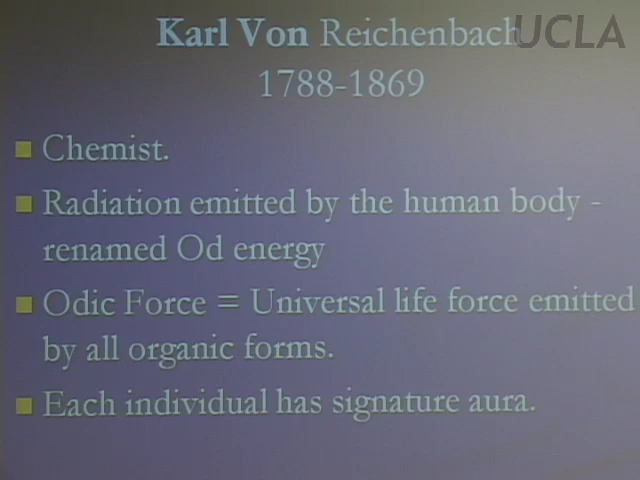 Karl Von Reichenbach
UCLA
1788-1869
Chemist.
Radiation emitted by the human body -
renamed Od energy
Odic Force = Universal life force emitted
by all organic forms.
Each individual has signature aura.